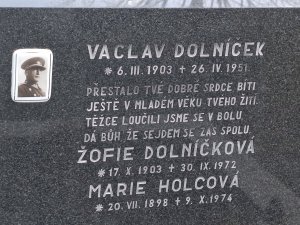 VÁCLAV DOLNÍČEK
* 6. III. 1903 + 26. IV. 1951
PŘESTALO TVÉ DOBRÉ SRDCE BÍTI
JEŠTĚ V MLADÉM VĚKU TVÉHO ŽITÍ.
TĚŽCE LOUČILI JSME SE V BOLU,
DÁ BŮH, ŽE SEJDEM SE ZAS SPOLU.
ŽOFIE DOLNÍČKOVÁ
* 17. X. 1903 + 30. IX. 1972
MARIE HOLCOVÁ
* 20. VII. 1898 + 9. X. 1974